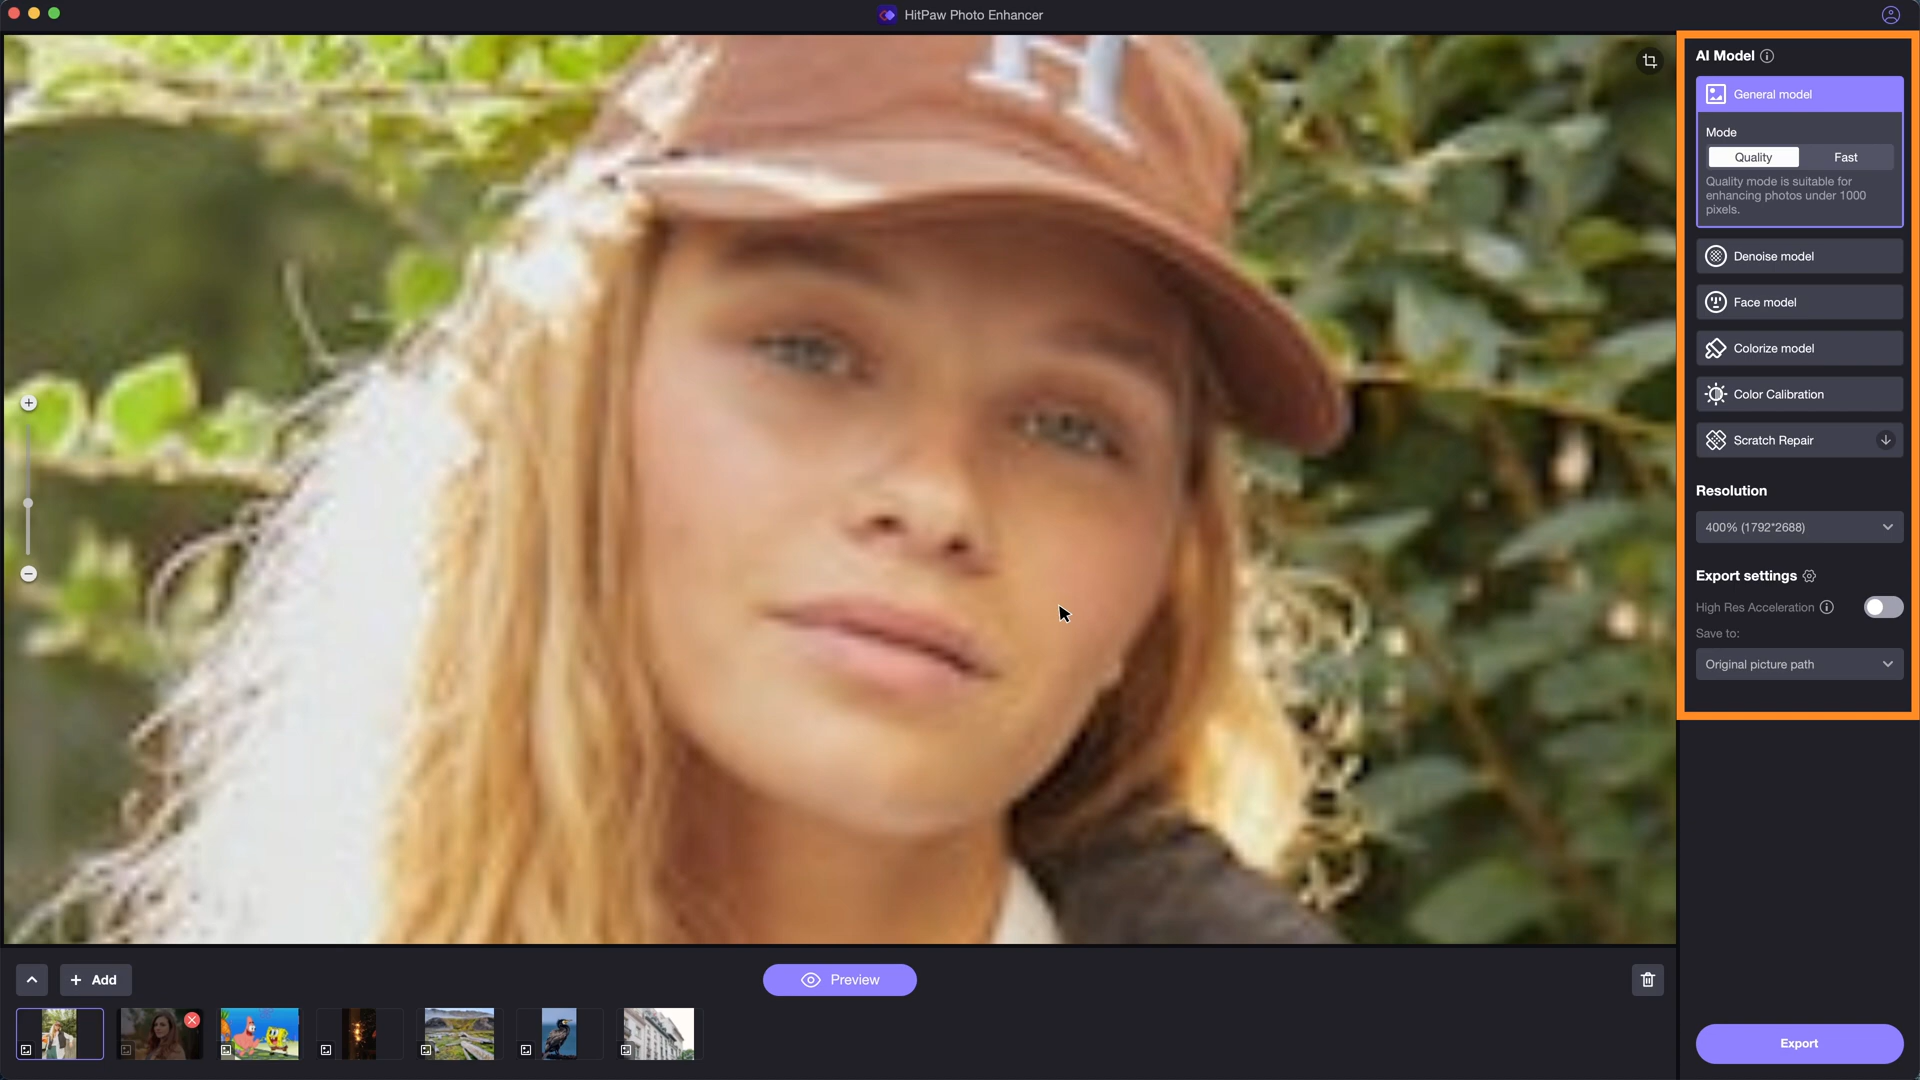 HitPaw Photo Enhancer
H
AI Model
General model
Mode
Quality Fast
Quality mode is suitable for
enhancing photos under 1000
pixels.
Denoise model
Face model
Colorize model
Color Calibration
Scratch Repair
Resolution
400% (1792*2688)
Export settings
High Res Acceleration
Save to:
Original picture path
+ Add
Preview
Export